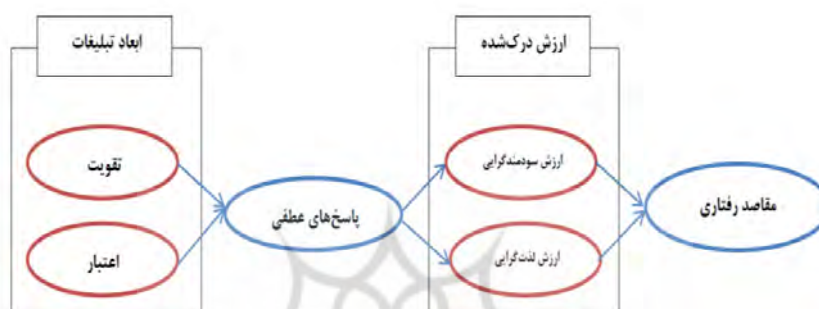 ابعاد تبلیغات
ارزش درک‌شده
تقویت
ارزش سودمندگرایی
مقاصد رفتاری
پاسخ‌های عطفی
اعتبار
ارزش لذت‌گرایی